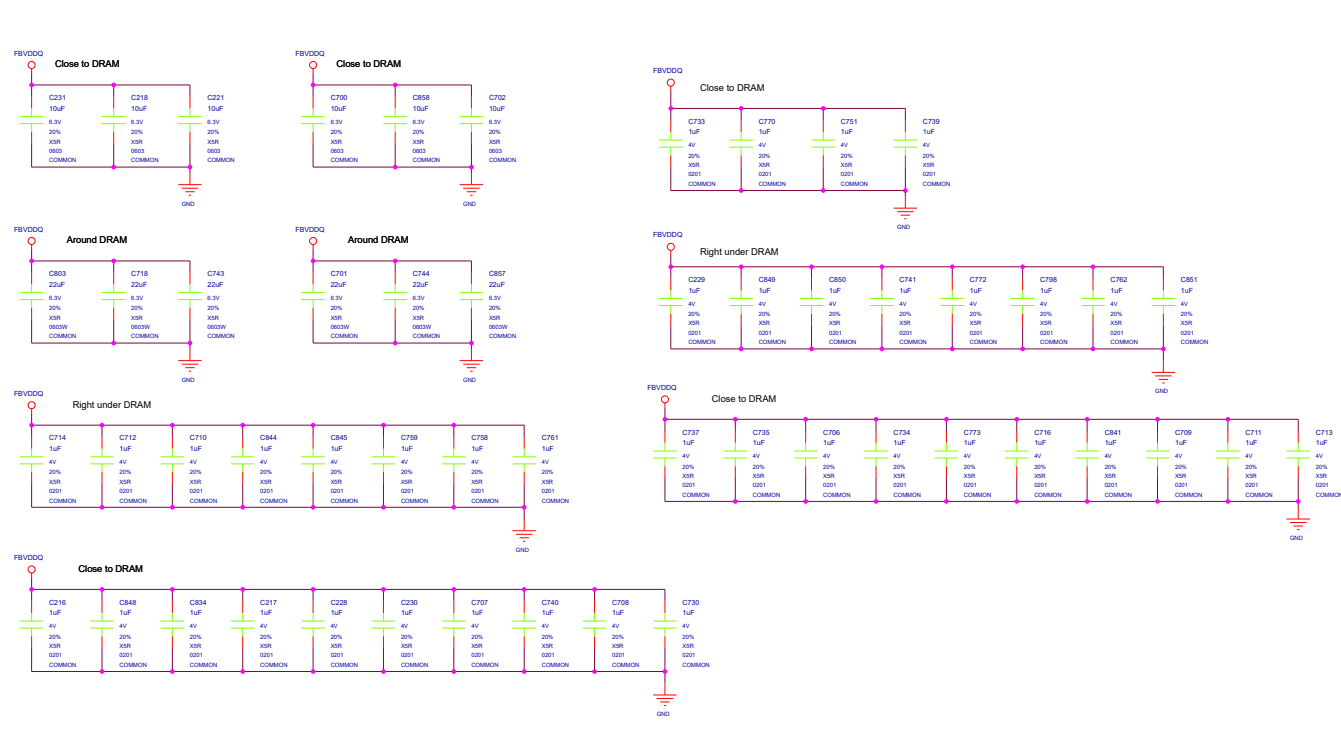 FBVDDQ
Close to DRAM
C231
10uF
6.3V
20%
X5R
0603
COMMON
C218
10uF
6.3V
20%
X5R
0603
COMMON
C221
10uF
6.3V
20%
X5R
0603
COMMON
GND
FBVDDQ
Close to DRAM
C700
10uF
6.3V
20%
X5R
0603
COMMON
C858
10uF
6.3V
20%
X5R
0603
COMMON
C702
10uF
6.3V
20%
X5R
0603
COMMON
GND
FBVDDQ
Close to DRAM
C733
1uF
4V
20%
X5R
0201
COMMON
C770
1uF
4V
20%
X5R
0201
COMMON
C751
1uF
4V
20%
X5R
0201
COMMON
C739
1uF
4V
20%
X5R
0201
COMMON
GND
FBVDDQ
Around DRAM
C803
22uF
6.3V
20%
X5R
0603W
COMMON
C718
22uF
6.3V
20%
X5R
0603W
COMMON
C743
22uF
6.3V
20%
X5R
0603W
COMMON
GND
FBVDDQ
Around DRAM
C701
22uF
6.3V
20%
X5R
0603W
COMMON
C744
22uF
6.3V
20%
X5R
0603W
COMMON
C857
22uF
6.3V
20%
X5R
0603W
COMMON
GND
FBVDDQ
Right under DRAM
C229
1uF
4V
20%
X5R
0201
COMMON
C849
1uF
4V
20%
X5R
0201
COMMON
C850
1uF
4V
20%
X5R
0201
COMMON
C741
1uF
4V
20%
X5R
0201
COMMON
C772
1uF
4V
20%
X5R
0201
COMMON
C798
1uF
4V
20%
X5R
0201
COMMON
C762
1uF
4V
20%
X5R
0201
COMMON
C851
1uF
4V
20%
X5R
0201
COMMON
GND
FBVDDQ
Right under DRAM
C714
1uF
4V
20%
X5R
0201
COMMON
C712
1uF
4V
20%
X5R
0201
COMMON
C710
1uF
4V
20%
X5R
0201
COMMON
C844
1uF
4V
20%
X5R
0201
COMMON
C845
1uF
4V
20%
X5R
0201
COMMON
C759
1uF
4V
20%
X5R
0201
COMMON
C758
1uF
4V
20%
X5R
0201
COMMON
C761
1uF
4V
20%
X5R
0201
COMMON
GND
FBVDDQ
Close to DRAM
C737
1uF
4V
20%
X5R
0201
COMMON
C735
1uF
4V
20%
X5R
0201
COMMON
C706
1uF
4V
20%
X5R
0201
COMMON
C734
1uF
4V
20%
X5R
0201
COMMON
C773
1uF
4V
20%
X5R
0201
COMMON
C716
1uF
4V
20%
X5R
0201
COMMON
C841
1uF
4V
20%
X5R
0201
COMMON
C709
1uF
4V
20%
X5R
0201
COMMON
C711
1uF
4V
20%
X5R
0201
COMMON
C713
1uF
4V
20%
X5R
0201
COMMON
GND
FBVDDQ
Close to DRAM
C216
1uF
4V
20%
X5R
0201
COMMON
C848
1uF
4V
20%
X5R
0201
COMMON
C834
1uF
4V
20%
X5R
0201
COMMON
C217
1uF
4V
20%
X5R
0201
COMMON
C228
1uF
4V
20%
X5R
0201
COMMON
C230
1uF
4V
20%
X5R
0201
COMMON
C707
1uF
4V
20%
X5R
0201
COMMON
C740
1uF
4V
20%
X5R
0201
COMMON
C708
1uF
4V
20%
X5R
0201
COMMON
C730
1uF
4V
20%
X5R
0201
COMMON
GND